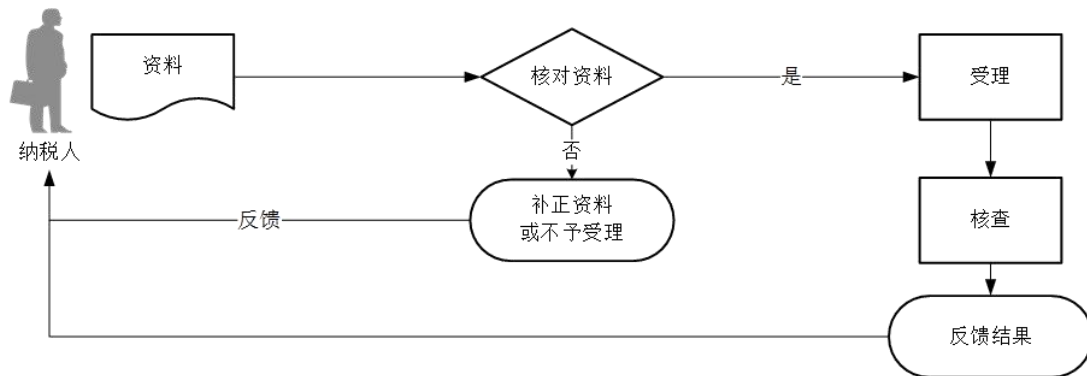 资料
核对资料
是
受理
纳税人
否
补正资料
或不予受理
反馈
核查
反馈结果